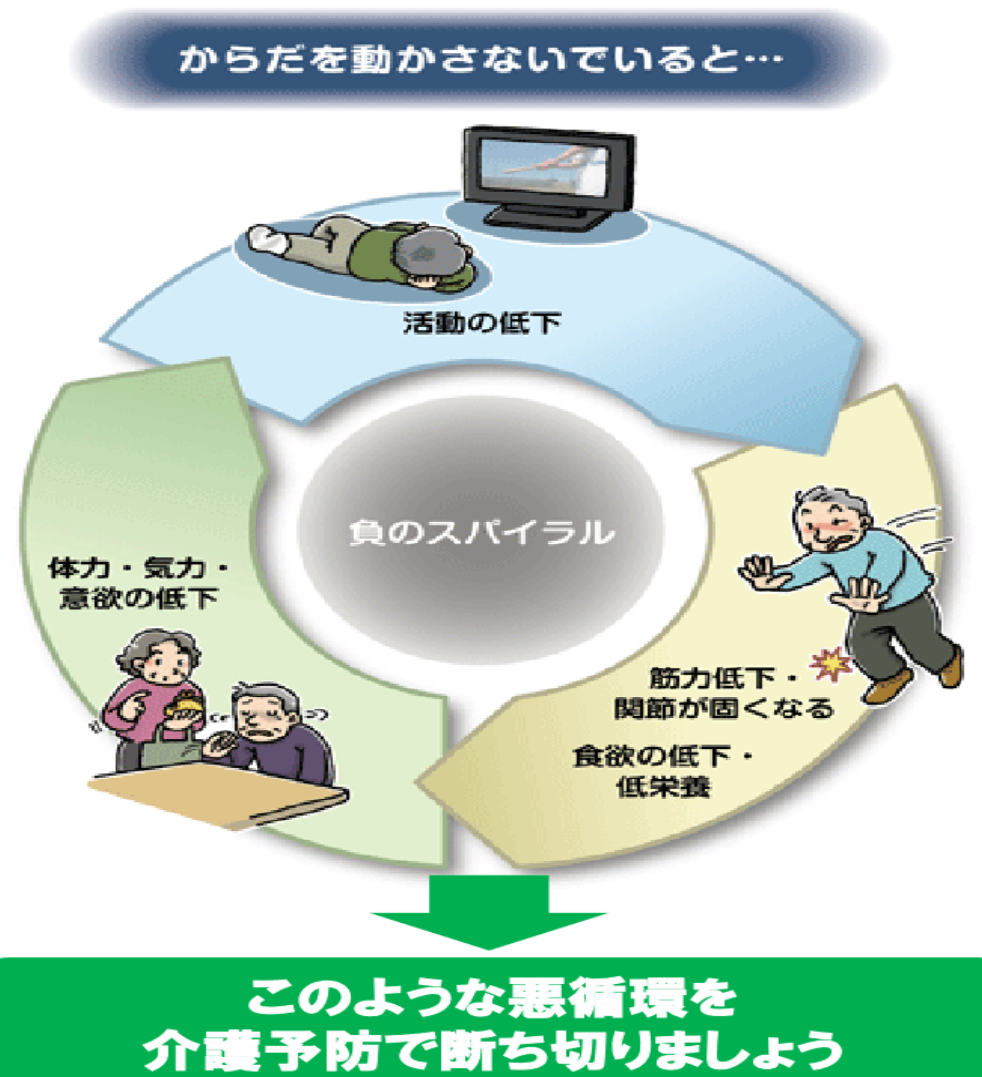 からだを動かさないでいると…
活動の低下
負のスパイラル
筋力低下・
関節が固くなる
食欲の低下・
低栄養
体力・気力・
意欲の低下
このような悪循環を
介護予防で断ち切りましょう